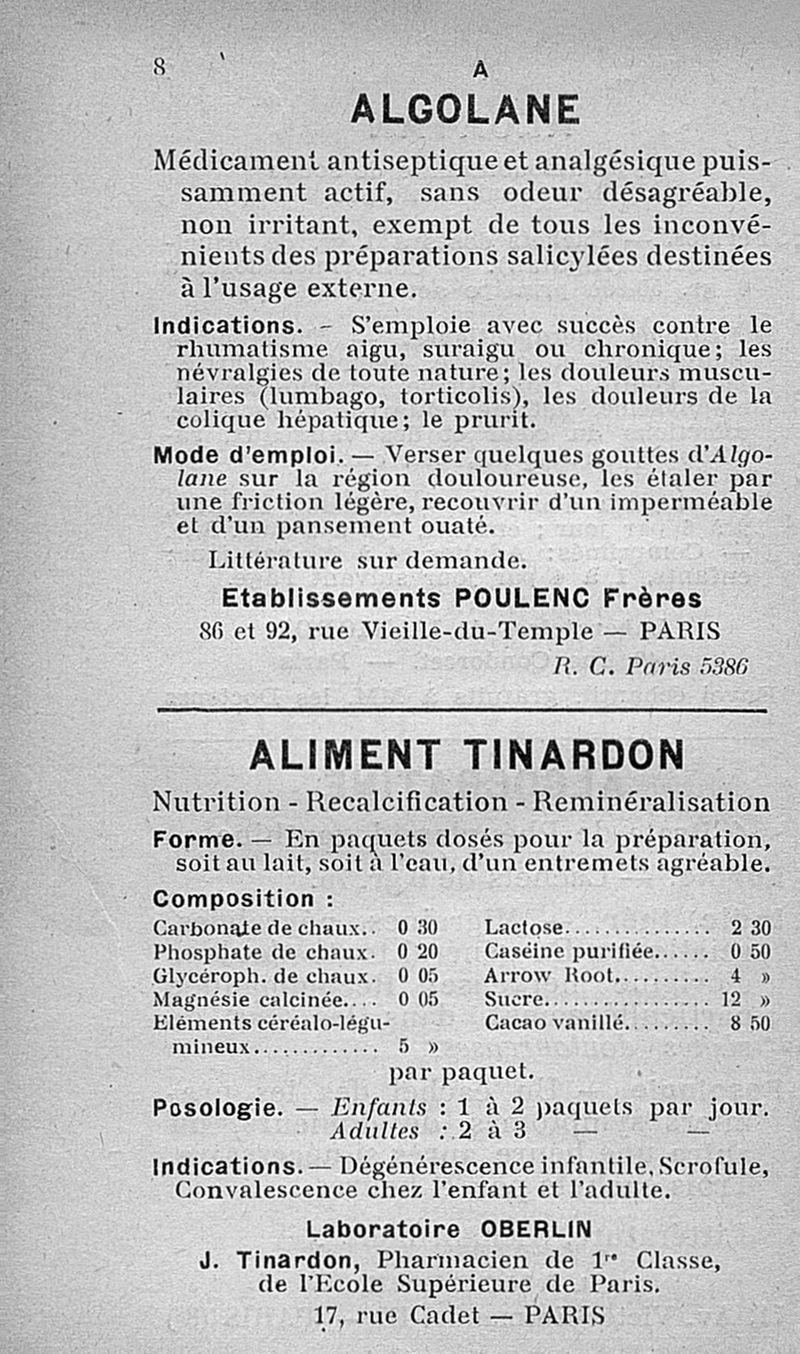 8
A
ALGOLANE
Médicament antiseptique et analgésique puis-
samment actif, sans odeur désagréable,
non irritant, exempt de tous les inconvé-
nients des préparations salicylées destinées
à l'usage externe.
Indications. - S'emploie avec succès contre le
rhumatisme aigu, suraigu ou chronique; les
névralgies de toute nature; les douleurs muscu-
laires (lumbago, torticolis), les douleurs de la
colique hépatique; le prurit.
Mode d'emploi. — Verser quelques gouttes d'Algo-
lane sur la région douloureuse, les étaler par
une friction légère, recouvrir d'un imperméable
et d'un pansement ouaté.
Littérature sur demande.
Etablissements POULENC Frères
86 et 92, rue Vieille-du-Temple — PARIS
R. C. Paris 5386
ALIMENT TINARDON
Nutrition - Recalcification - Reminéralisation
Forme. — En paquets dosés pour la préparation,
soit au lait, soit à l'eau, d'un entremets agréable.
Composition :
Carbonate de chaux.. 0 30 Lactose............... 2 30
Phosphate de chaux. 0 20 Caséine purifiée...... 0 50
Glycéroph. de chaux. 0 05 Arrow Root.......... 4 »
Magnésie calcinée.... 0 05 Sucre................. 12 »
Eléments céréalo-légu- Cacao vanillé......... 8 50
mineux............. 5 »
par paquet.
Posologie. — Enfants : 1 à 2 paquets par jour.
Adultes : 2 à 3 — —
Indications. — Dégénérescence infantile, Scrofule,
Convalescence chez l'enfant et l'adulte.
Laboratoire OBERLIN
J. Tinardon, Pharmacien de 1re Classe,
de l'Ecole Supérieure de Paris.
17, rue Cadet — PARIS